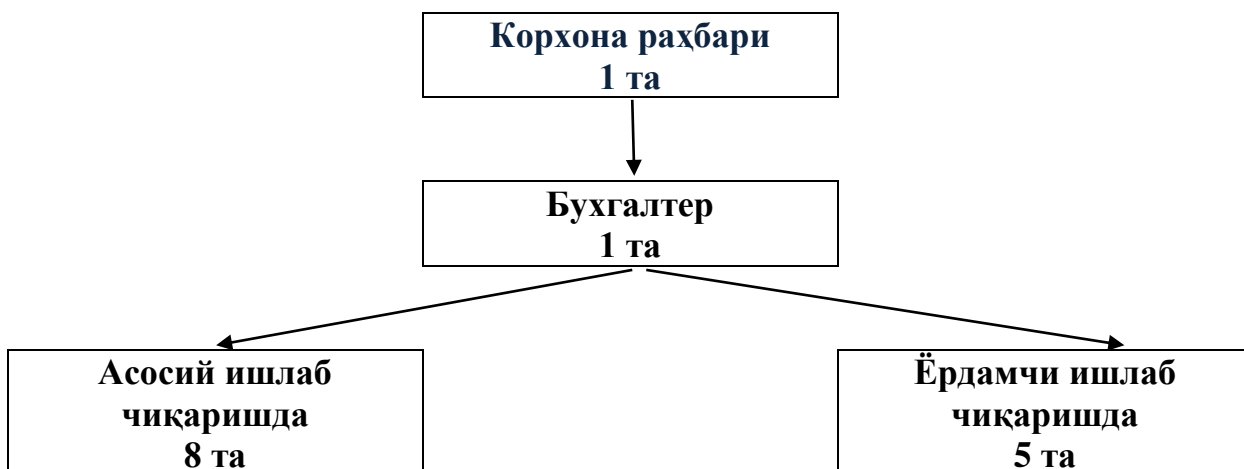 Корхона раҳбари
1 та
Бухгалтер
1 та
Асосий ишлаб
чиқаришда
8 та
Ёрдамчи ишлаб
чиқаришда
5 та